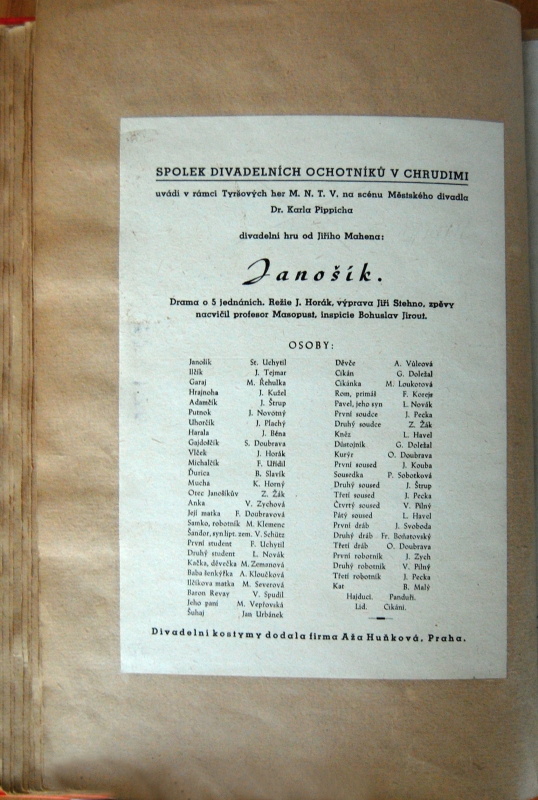 SPOLEK DIVADELNÍCH OCHOTNÍKŮ V CHRUDIMI
uvádí v rámci Tyršových her M. N. T. V. na scénu Městského divadla
Dr. Karla Pippicha
divadelní hru od Jiřího Mahena:
Janošík.
Drama o 5 jednáních. Režie J. Horák, výprava Jiří Stehno, zpěvy
nacvičil profesor Masopust, inspicie Bohuslav Jirout.
OSOBY:
Janošík St. Uchytil
Ilčík J. Tejmar
Garaj M. Řehulka
Hrajnoha J. Kužel
Adamčík J. Štrup
Putnok J. Novotný
Uhorčík J. Plachý
Harala J. Běna
Gajdošík S. Doubrava
Vlček J. Horák
Michalčík F. Uřidil
Ďurica B. Slavík
Mucha K. Horný
Otec Janošíkův Z. Žák
Anka V. Zychová
Její matka F. Doubravová
Samko, robotník M. Klemenc
Šandor, syn lipt. zem. V. Schütz
První student F. Uchytil
Druhý student L. Novák
Kačka, děvečka M. Zemanová
Baba šenkýřka A. Kloučková
Ilčíkova matka M. Severová
Baron Revay V. Spudil
Jeho paní M. Vepřovská
Šuhaj Jan Urbánek
Děvče A. Vůlcová
Cikán G. Doležal
Cikánka M. Loukotová
Rom, primáš F. Korejs
Pavel, jeho syn L. Novák
První soudce J. Pecka
Druhý soudce Z. Žák
Kněz L. Havel
Důstojník G. Doležal
Kurýr O. Doubrava
První soused J. Kouba
Sousedka P. Sobotková
Druhý soused J. Štrup
Třetí soused J. Pecka
Čtvrtý soused V. Pilný
Pátý soused L. Havel
První dráb J. Svoboda
Druhý dráb Fr. Boňatovský
Třetí dráb O. Doubrava
První robotník J. Zych
Druhý robotník V. Pilný
Třetí robotník J. Pecka
Kat B. Malý
Hajduci. Panduři.
Lid. Cikáni.
Divadelní kostymy dodala firma Aža Huňková, Praha.